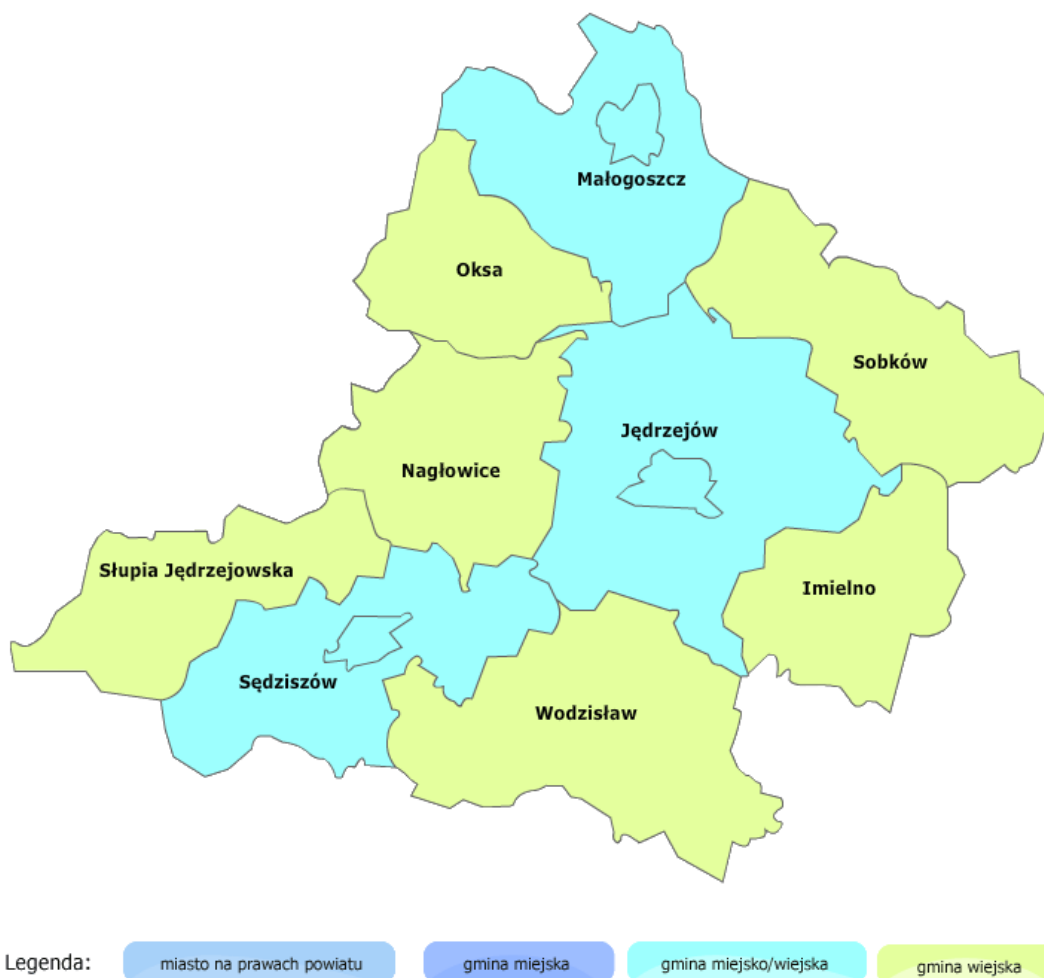 Małogoszcz
Oksa
Sobków
Jędrzejów
Nagłowice
Słupia Jędrzejowska
Imielno
Sędziszów
Wodzisław
Legenda: miasto na prawach powiatu gmina miejska gmina miejsko/wiejska gmina wiejska